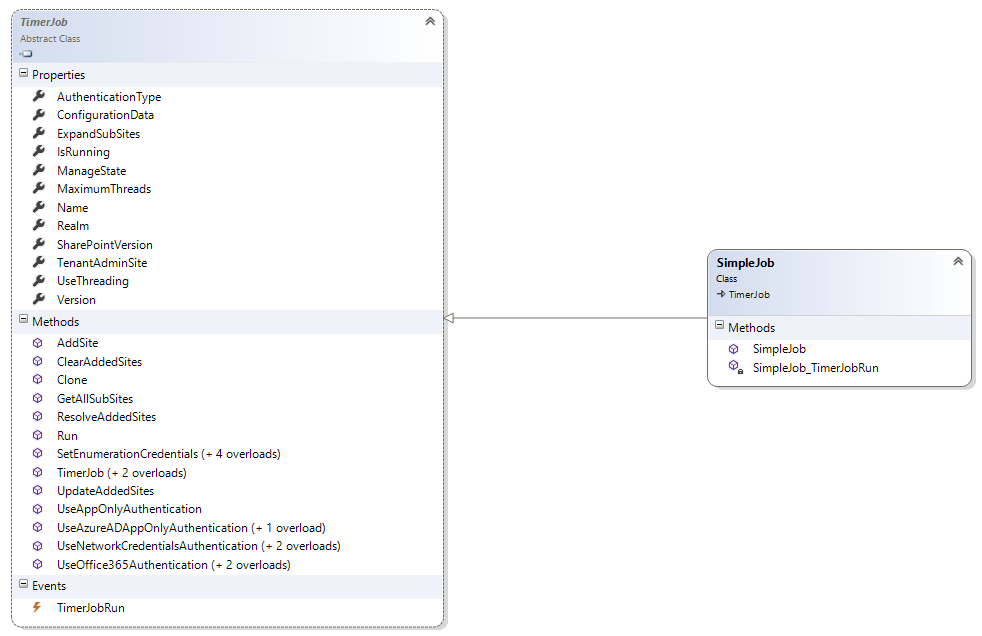 TimerJob
Abstract Class
Properties
AuthenticationType
ConfigurationData
ExpandSubSites
IsRunning
ManageState
MaximumThreads
Name
Realm
SharePointVersion
TenantAdminSite
UseThreading
Version
Methods
AddSite
ClearAddedSites
Clone
GetAllSubSites
ResolveAddedSites
Run
SetEnumerationCredentials (+ 4 overloads)
TimerJob (+ 2 overloads)
UpdateAddedSites
UseAppOnlyAuthentication
UseAzureADAppOnlyAuthentication (+ 1 overload)
UseNetworkCredentialsAuthentication (+ 2 overloads)
UseOffice365Authentication (+ 2 overloads)
Events
TimerJobRun
SimpleJob
Class
TimerJob
Methods
SimpleJob
SimpleJob_TimerJobRun